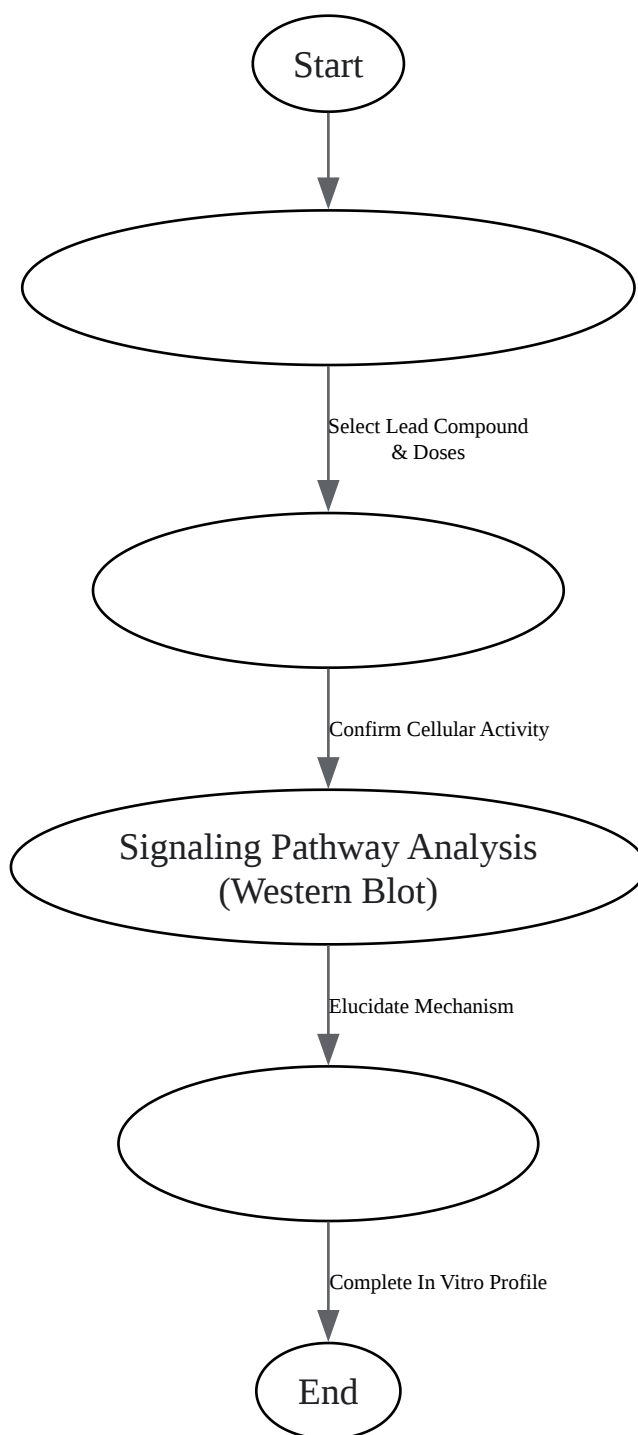 Start
Select Lead Compound
& Doses
Confirm Cellular Activity
Signaling Pathway Analysis
(Western Blot)
Elucidate Mechanism
Complete In Vitro Profile
End